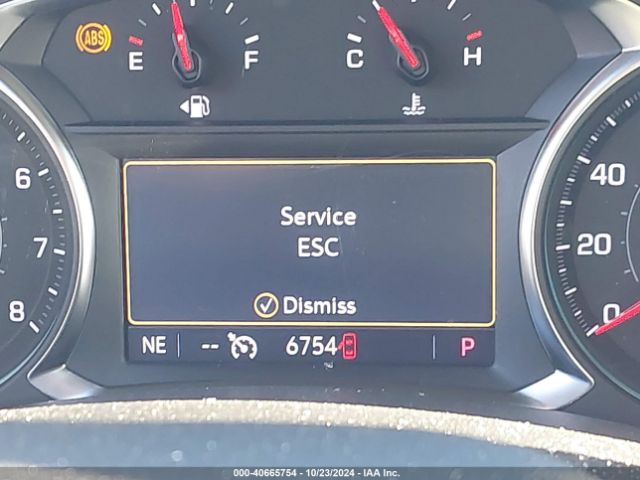 ABS
E F
C H
6
7
8
40
20
0
Service
ESC
Dismiss
NE -- 6754 P
000-40665754 - 10/23/2024 - IAA Inc.